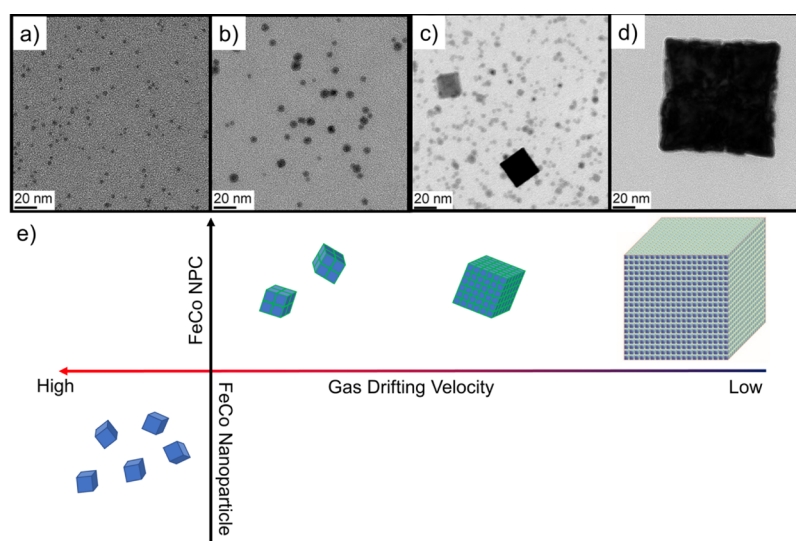 a)
b)
c)
d)
20 nm
20 nm
20 nm
20 nm
e)
FeCo NPC
High
Gas Drifting Velocity
Low
FeCo Nanoparticle